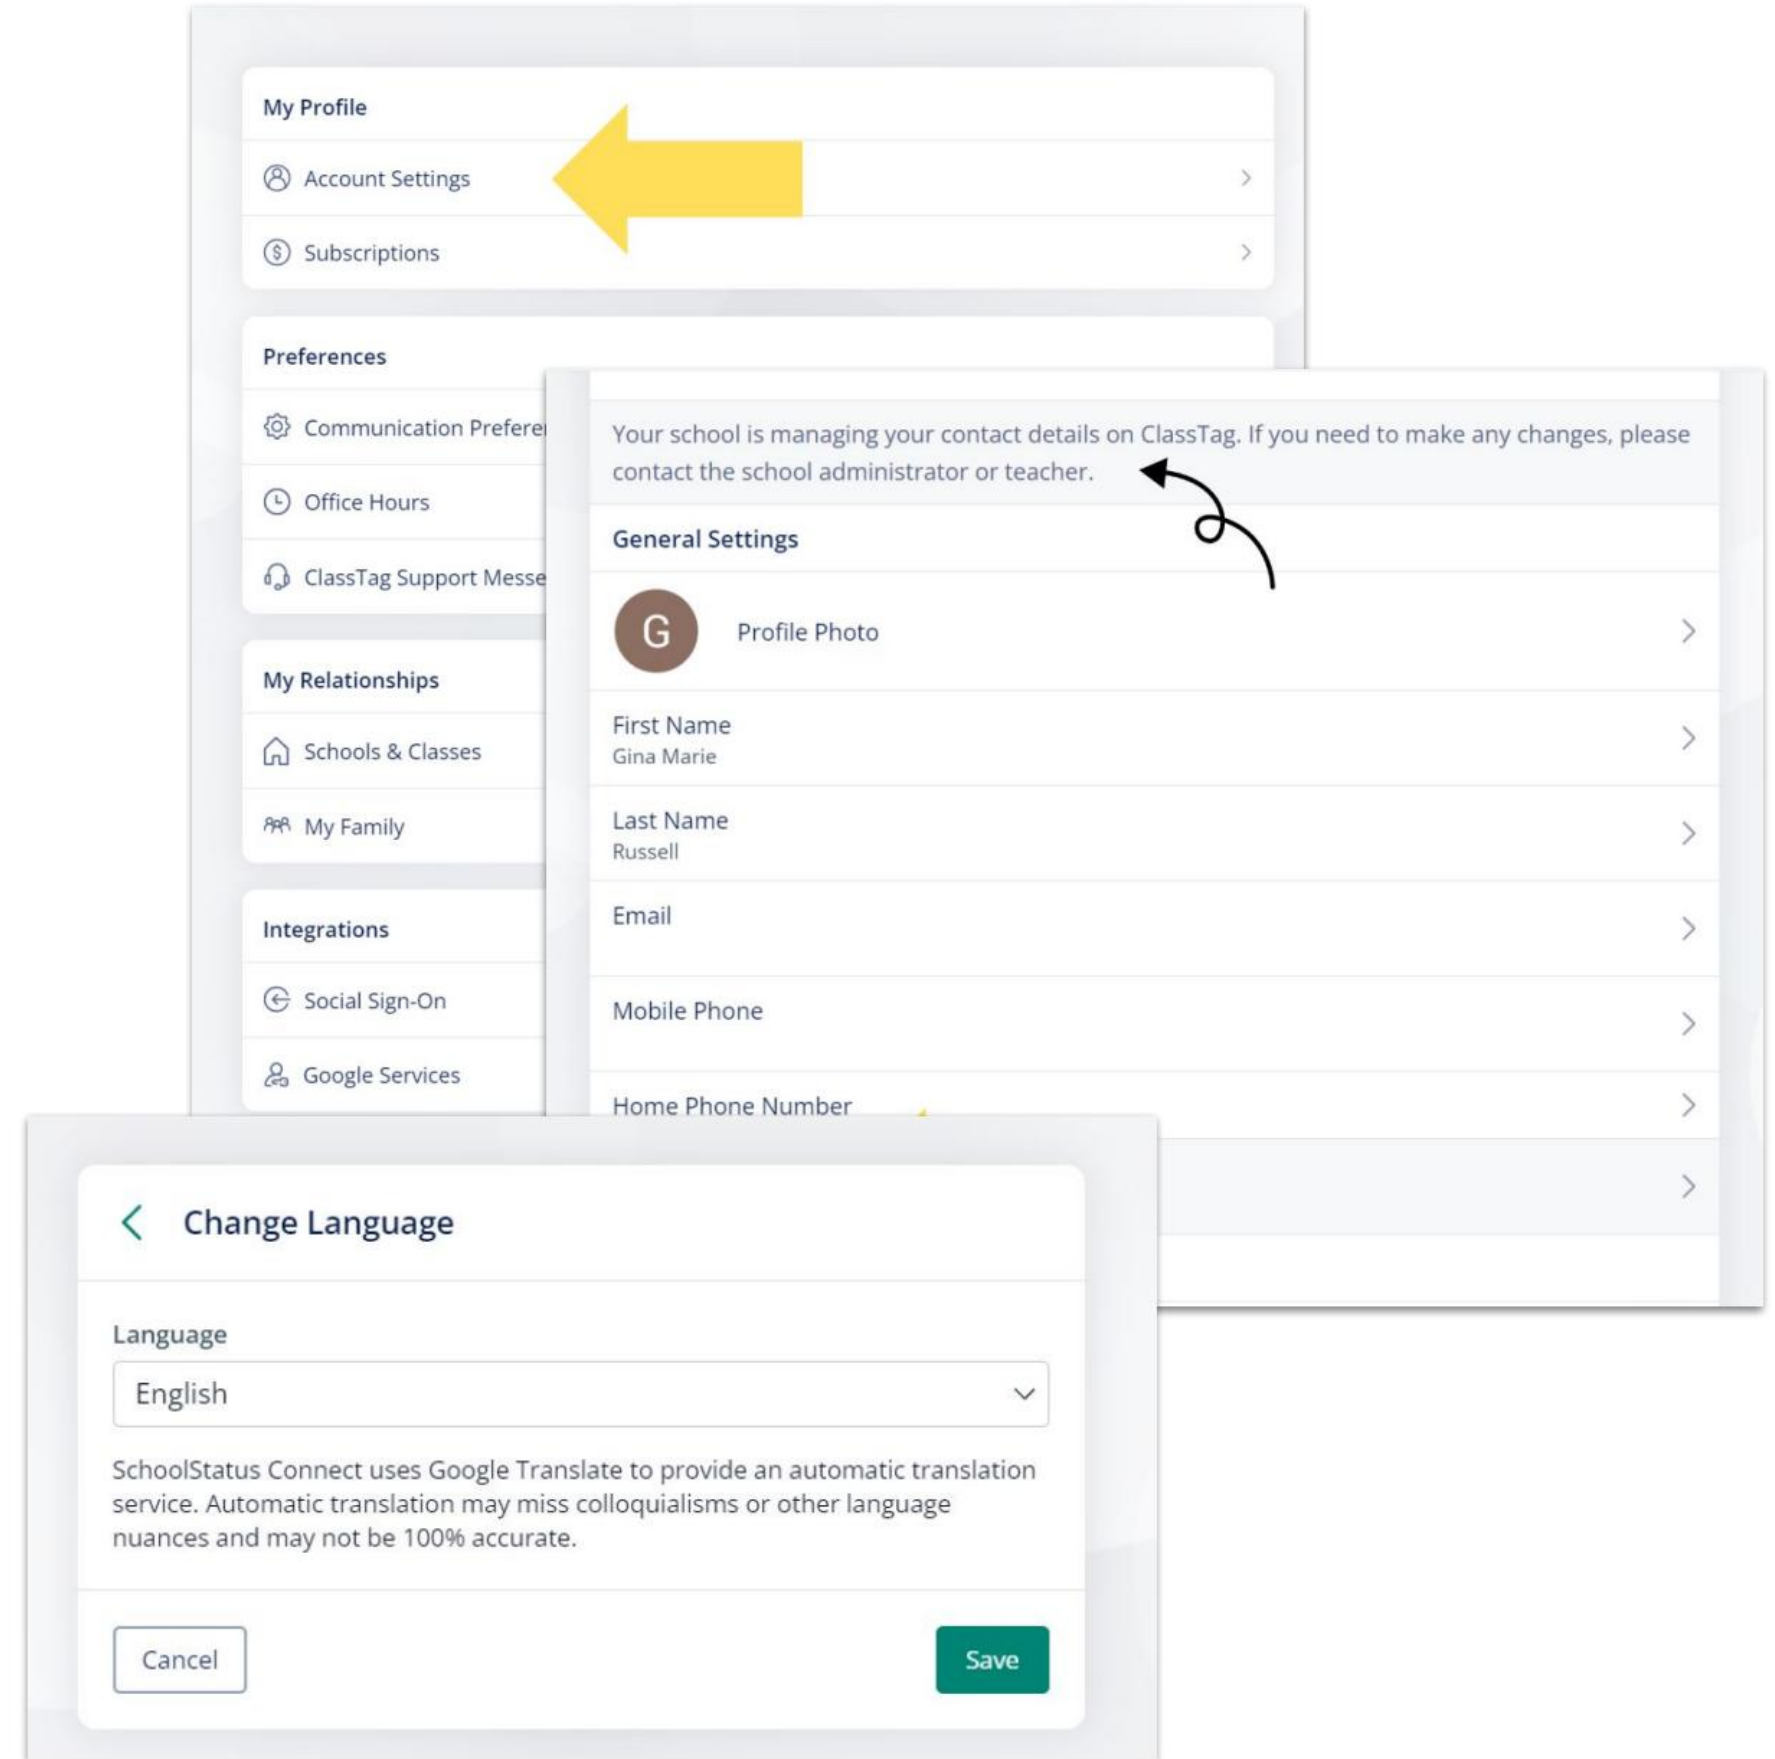 My Profile
Account Settings
Subscriptions
Preferences
Communication
Office Hours
ClassTag Support
My Relationships
Schools & Classes
My Family
Integrations
Social Sign-On
Google Services
Your school is managing your contact details on ClassTag. If you need to make any changes, please
contact the school administrator or teacher.
General Settings
G
Profile Photo
First Name
Gina Marie
Last Name
Russell
Email
Mobile Phone
Home Phone Number
Change Language
Language
English
SchoolStatus Connect uses Google Translate to provide an automatic translation
service. Automatic translation may miss colloquialisms or other language
nuances and may not be 100% accurate.
Cancel
Save